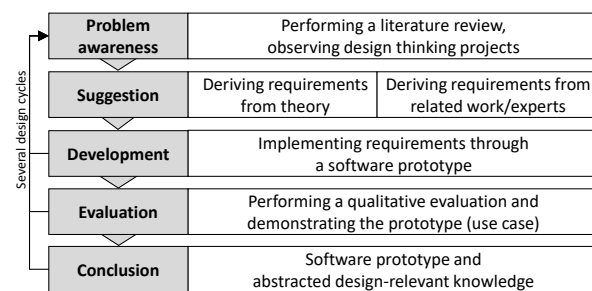 Several design cycles
Problem
awareness
Performing a literature review,
observing design thinking projects
Suggestion
Deriving requirements
from theory
Deriving requirements from
related work/experts
Development
Implementing requirements through
a software prototype
Evaluation
Performing a qualitative evaluation and
demonstrating the prototype (use case)
Conclusion
Software prototype and
abstracted design-relevant knowledge